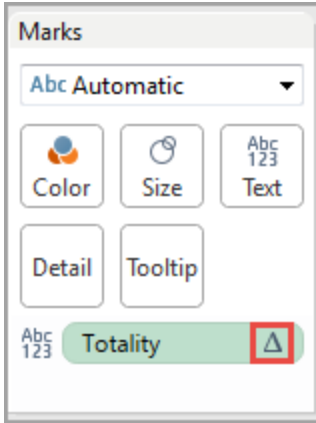 Marks
Abc Automatic
Color
Size
Abc
123
Text
Detail
Tooltip
Abc
123
Totality Δ